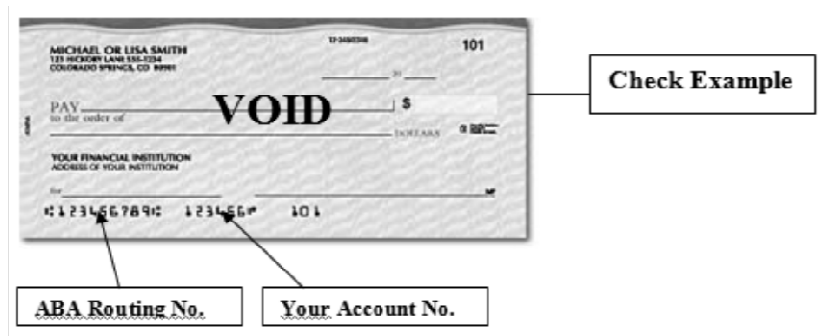 MICHAEL OR LISA SMITH
123 HICKORY LANE 555-1234
COLORADO SPRINGS, CO 80901
101
PAY
to the order of
VOID
$
DOLLARS
YOUR FINANCIAL INSTITUTION
ADDRESS OF YOUR INSTITUTION
for
⑆123456789⑆ 123456⑈ 101
Check Example
ABA Routing No.
Your Account No.